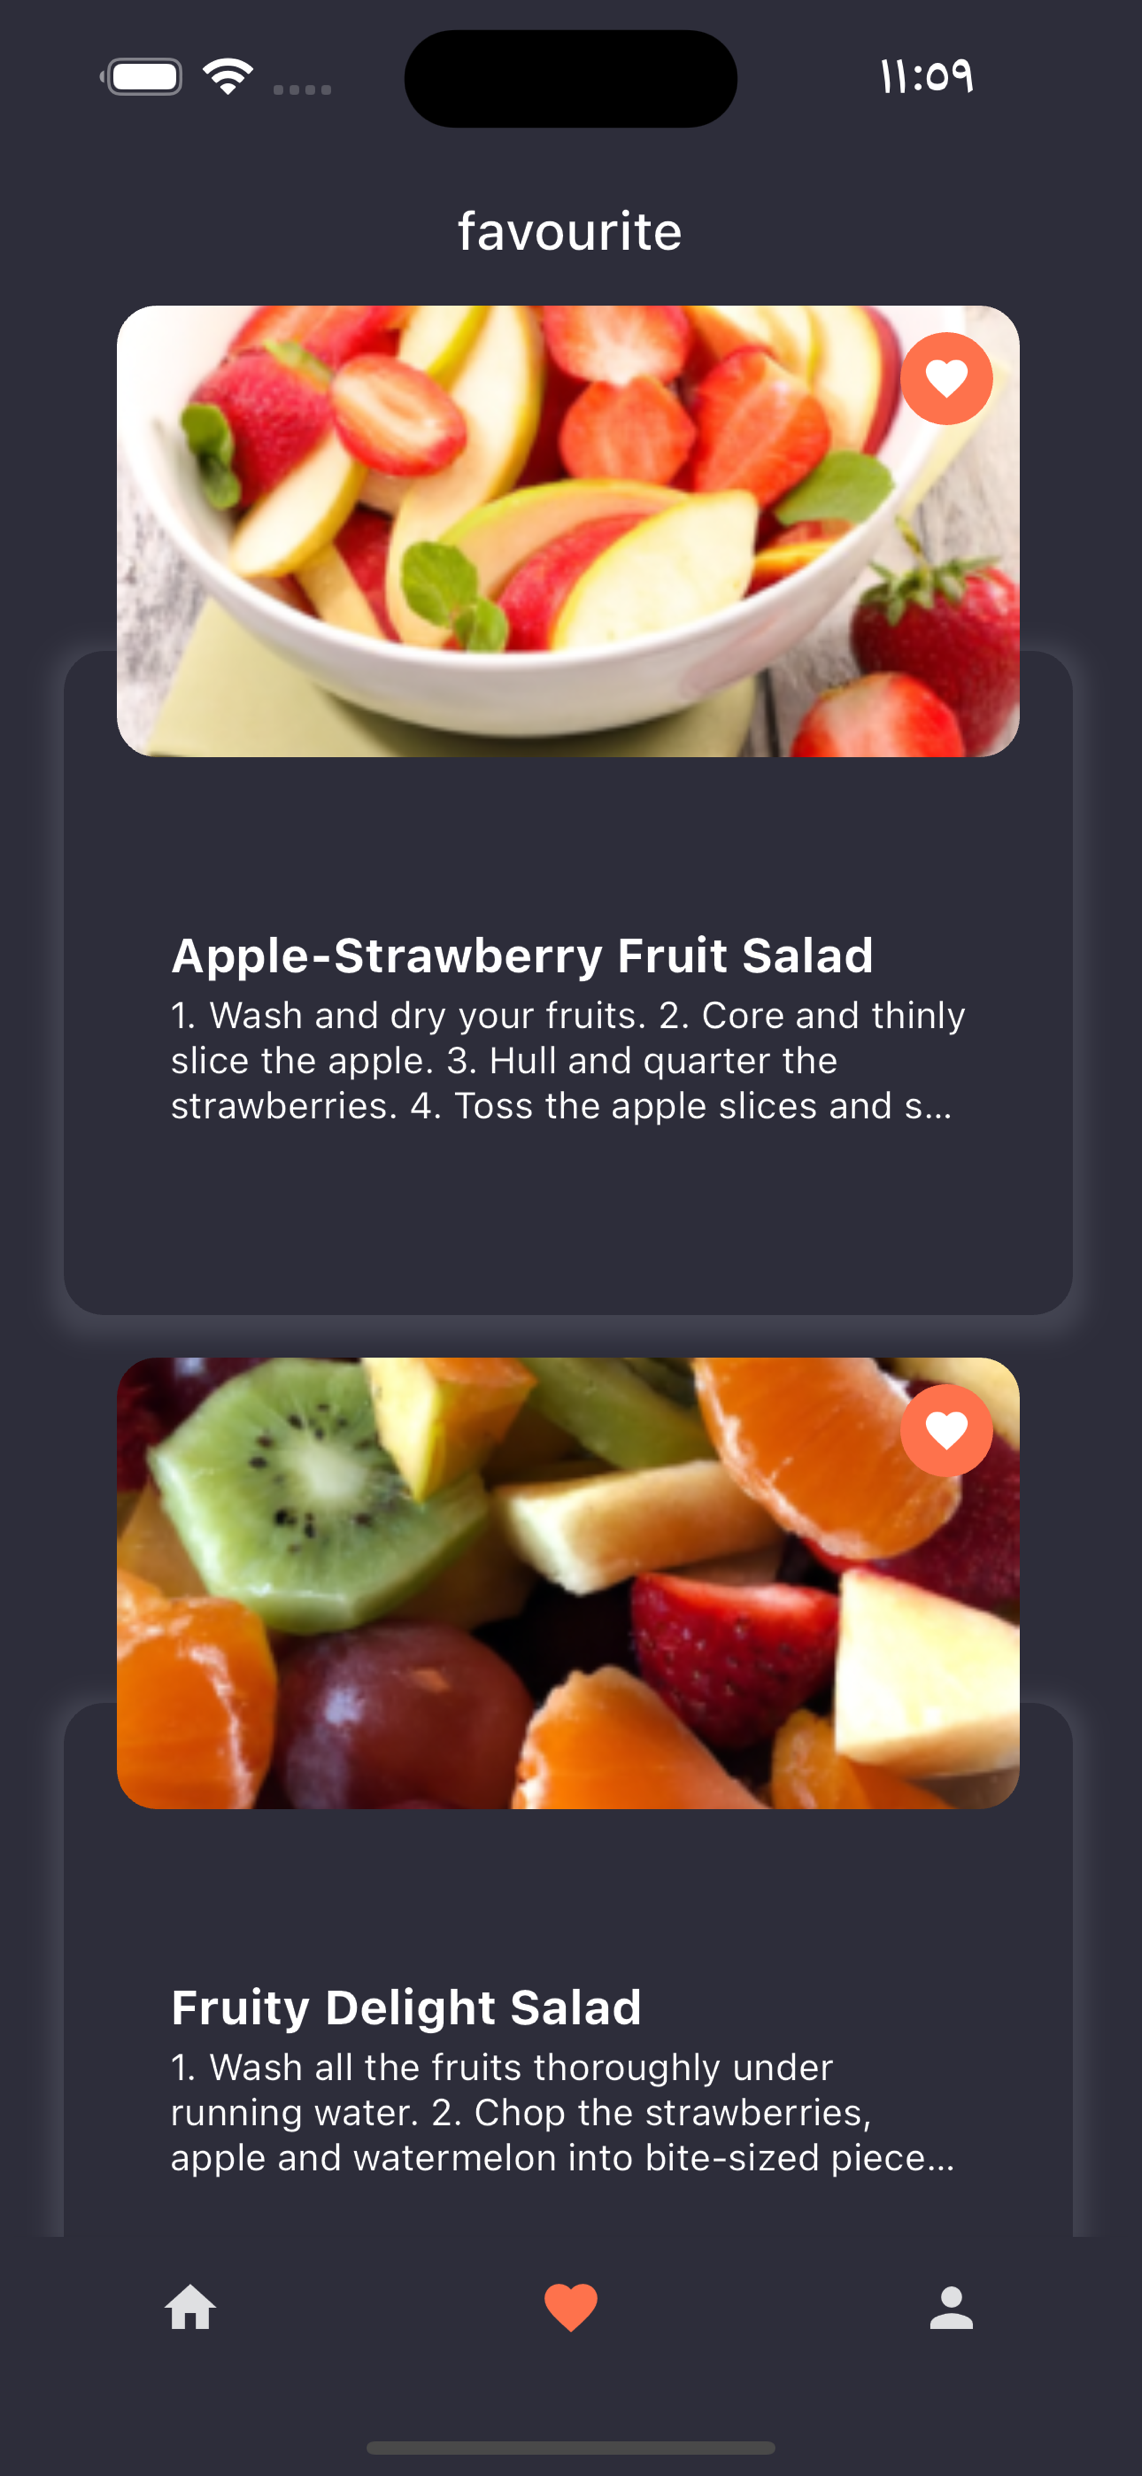 ١١:٥٩
favourite
Apple-Strawberry Fruit Salad
1. Wash and dry your fruits. 2. Core and thinly
slice the apple. 3. Hull and quarter the
strawberries. 4. Toss the apple slices and s...
Fruity Delight Salad
1. Wash all the fruits thoroughly under
running water. 2. Chop the strawberries,
apple and watermelon into bite-sized piece...